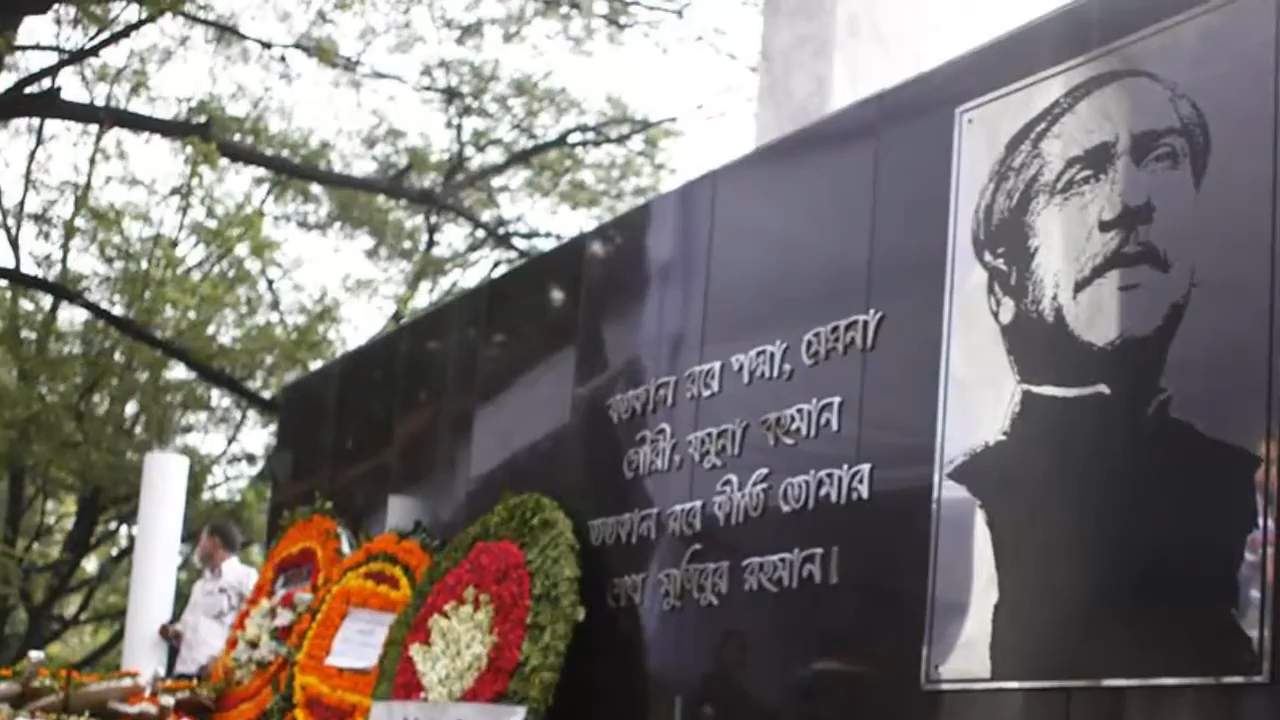 যতকাল রবে পদ্মা, মেঘনা
গৌরী, যমুনা বহমান
ততকাল রবে কীর্তি তোমার
শেখ মুজিবুর রহমান।